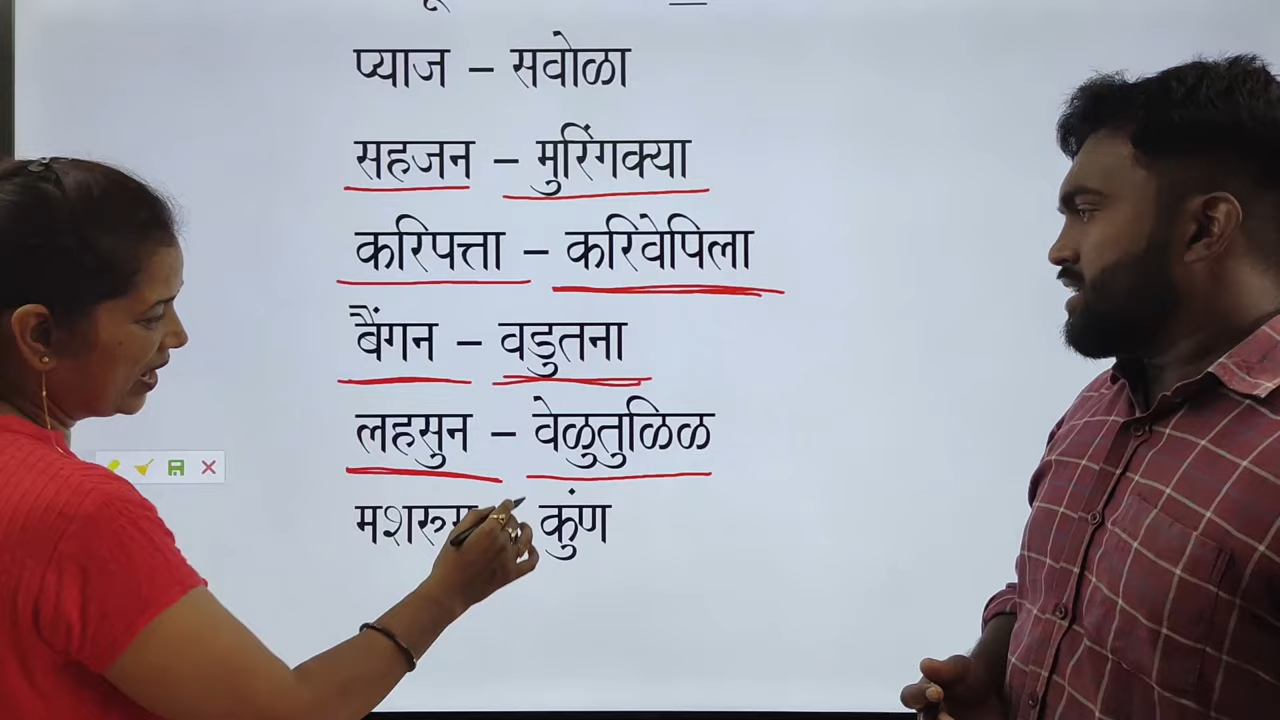 प्याज – सवोळा
सहजन – मुरिंगक्या
करिपत्ता – करिवेपिला
बैंगन – वडुतना
लहसुन – वेळुतुळिळ
कुंण